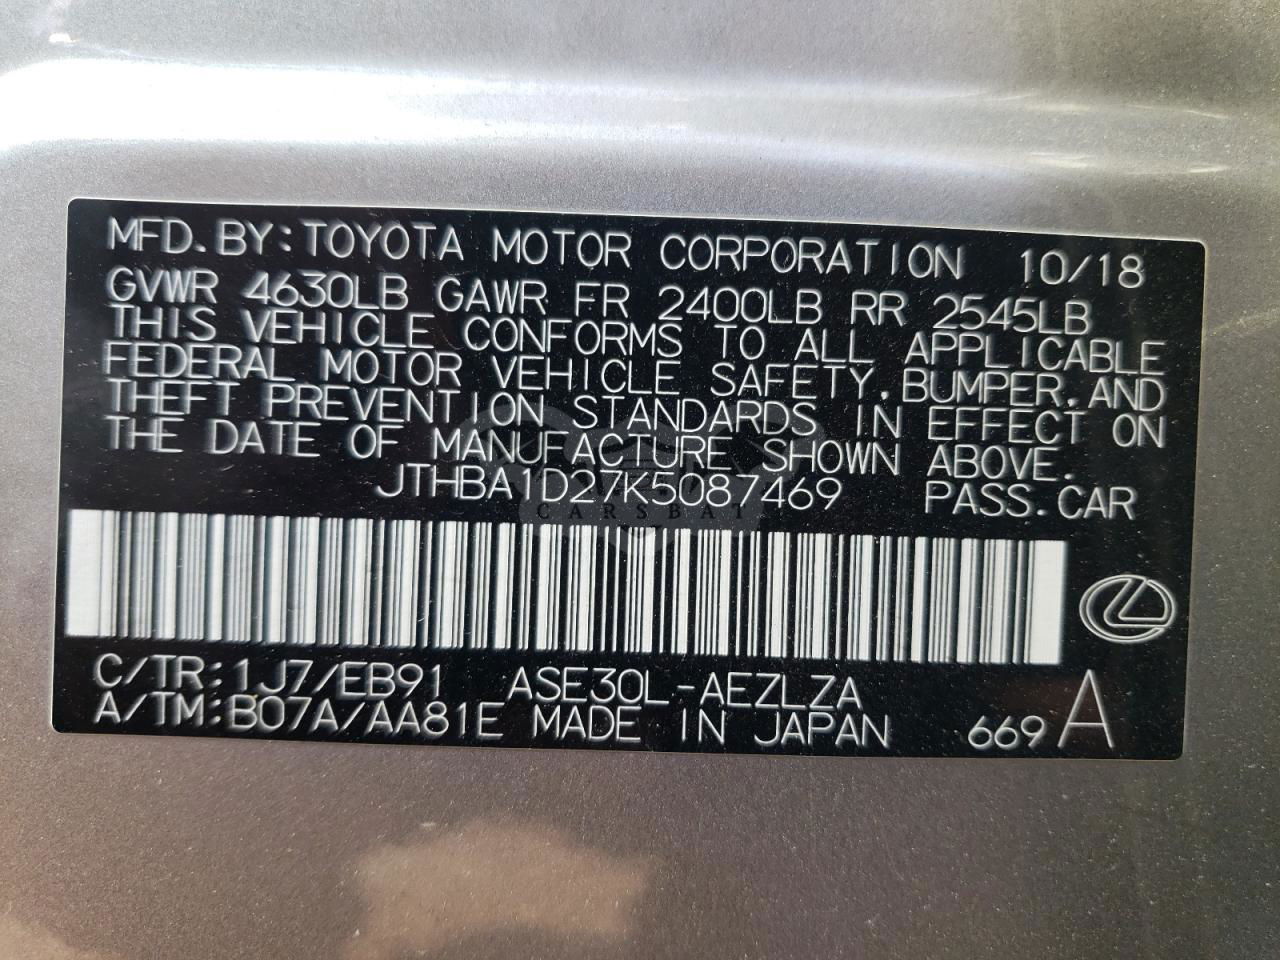 MFD. BY: TOYOTA MOTOR CORPORATION 10/18
GVWR 4630LB GAWR FR 2400LB RR 2545LB
THIS VEHICLE CONFORMS TO ALL APPLICABLE
FEDERAL MOTOR VEHICLE SAFETY, BUMPER, AND
THEFT PREVENTION STANDARDS IN EFFECT ON
THE DATE OF MANUFACTURE SHOWN ABOVE.
JTHBA1D27K5087469 PASS. CAR
CARSBAT
C/TR: 1J7/EB91 ASE30L-AEZLZA
A/TM: B07A/AA81E MADE IN JAPAN 669 A